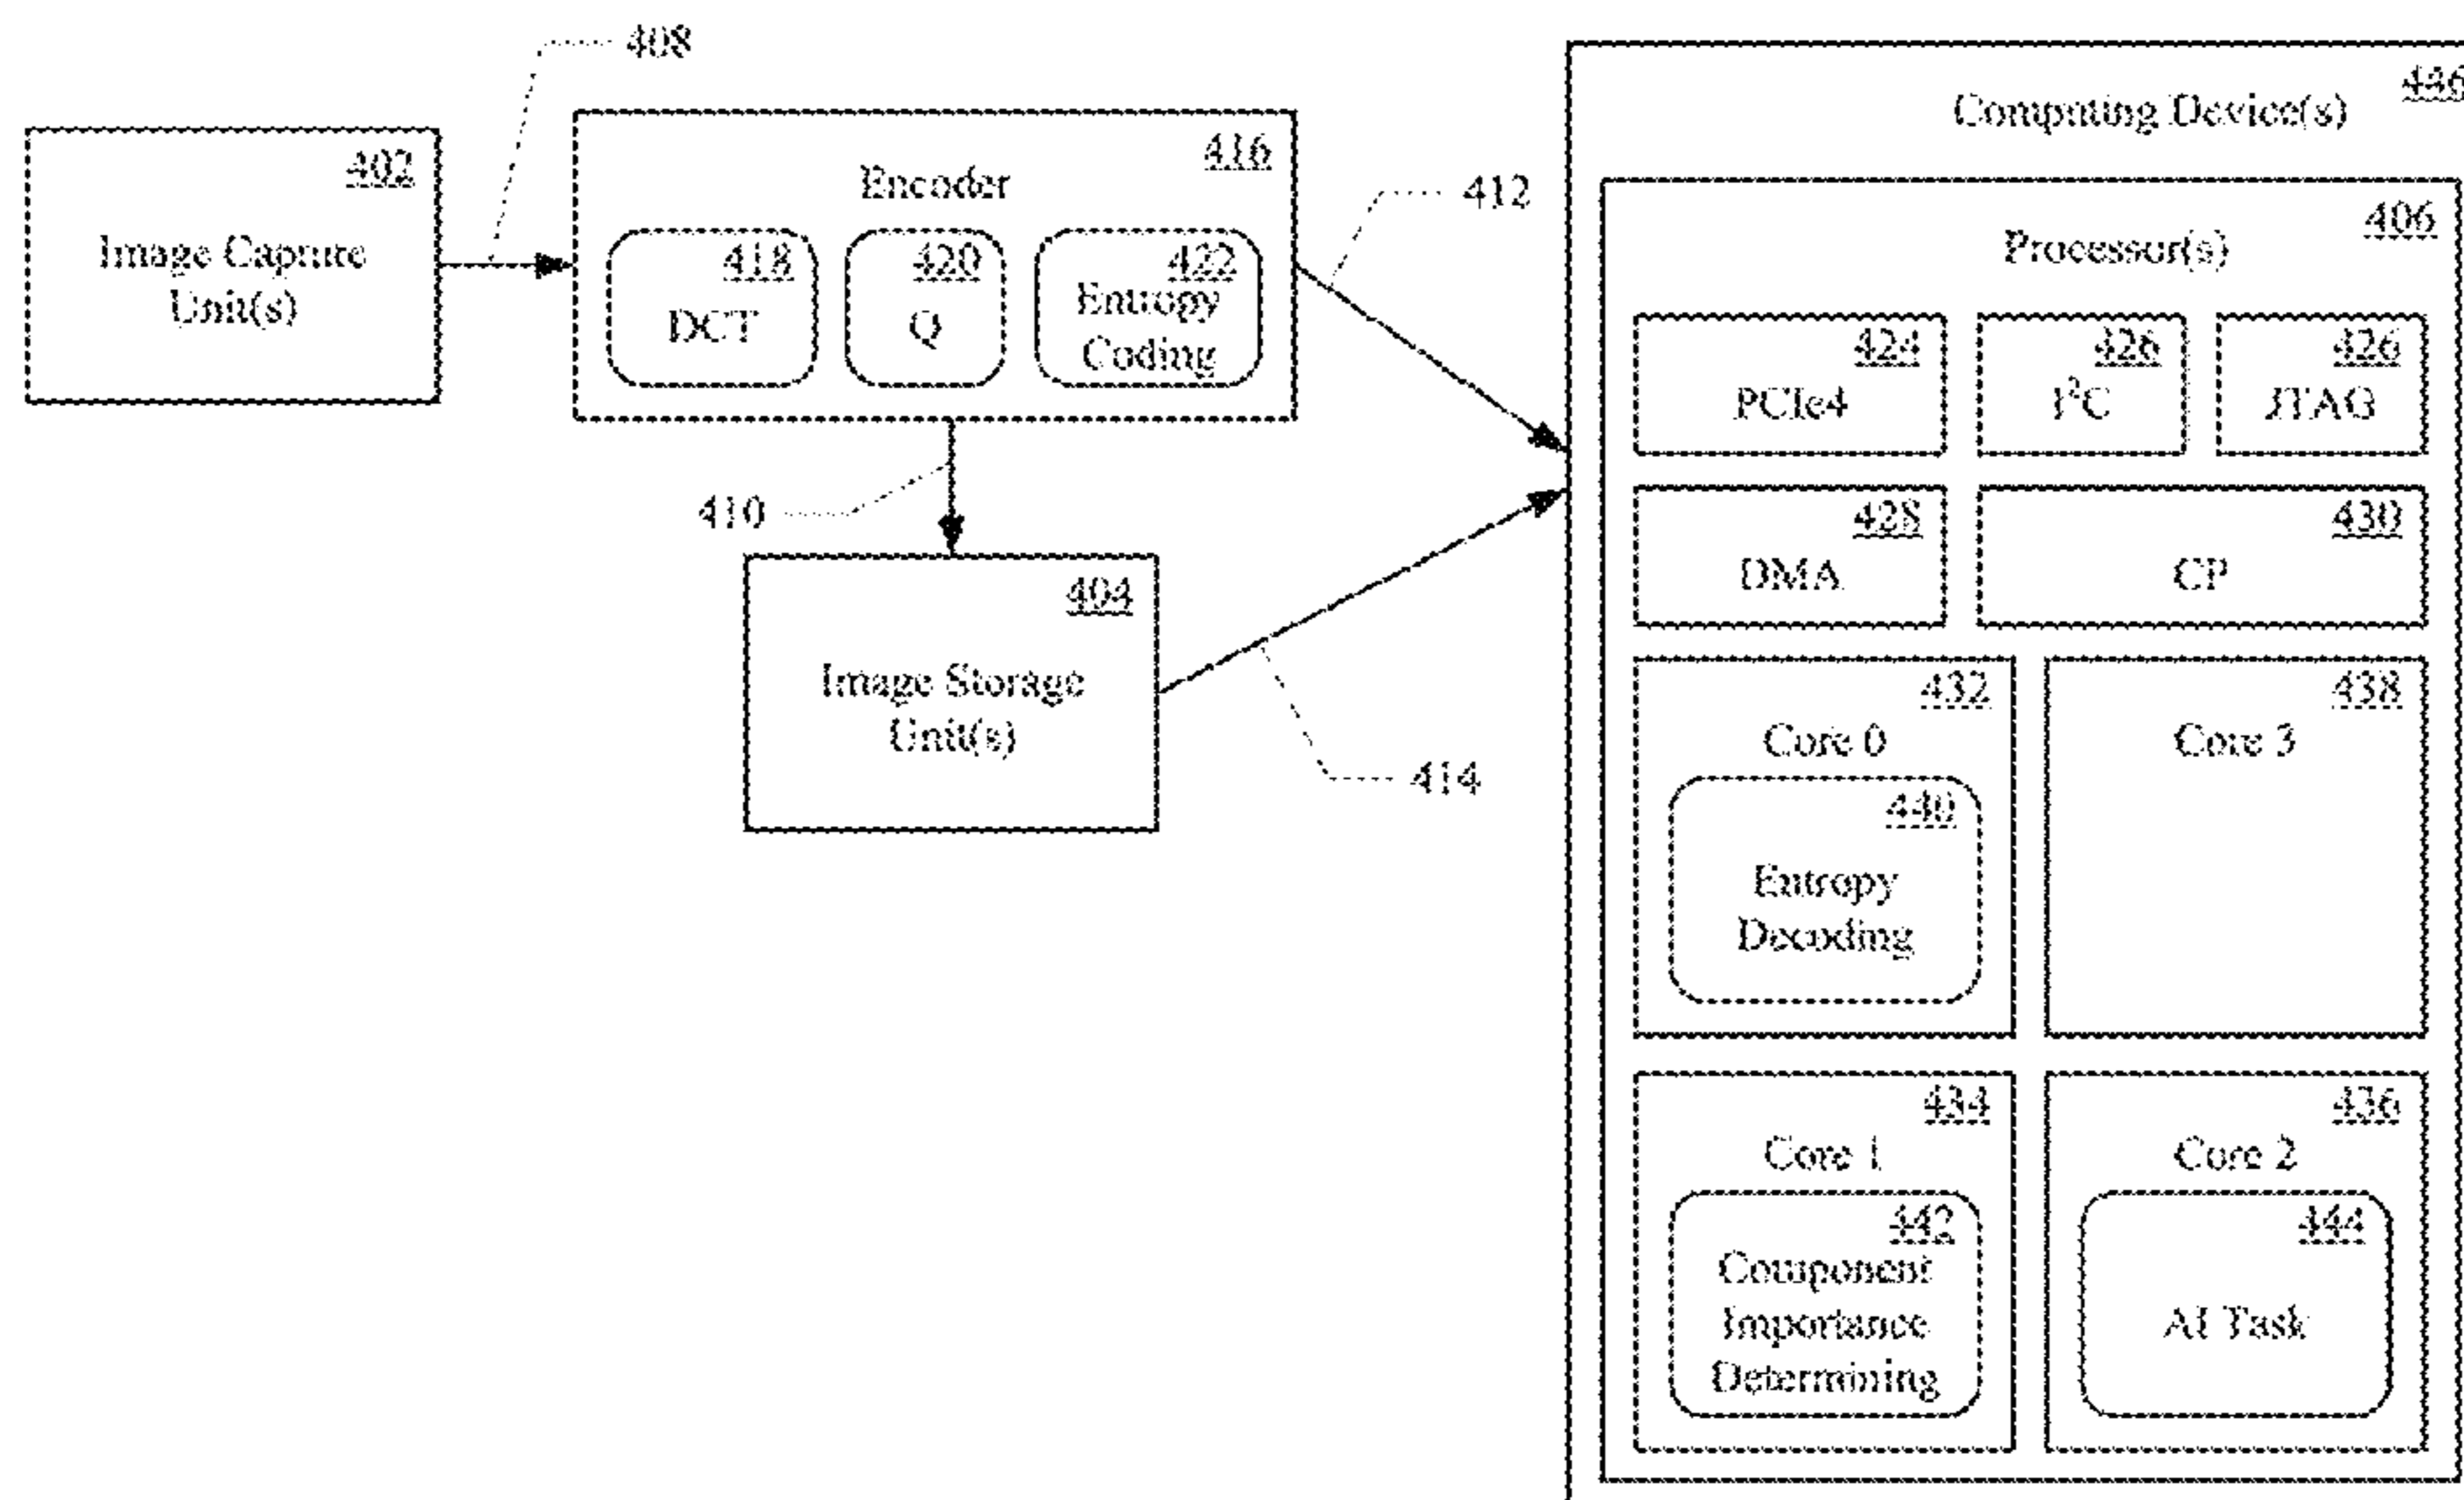 408
402
Image Capture
Unit(s)
416
Encoder
418
DCT
420
Q
422
Entropy
Coding
412
410
404
Image Storage
Unit(s)
414
446
Computing Device(s)
406
Processor(s)
424
PCIe4
426
I²C
426
JTAG
428
DMA
430
CP
432
Core 0
440
Entropy
Decoding
438
Core 3
434
Core 1
442
Component
Importance
Determining
436
Core 2
444
AI Task